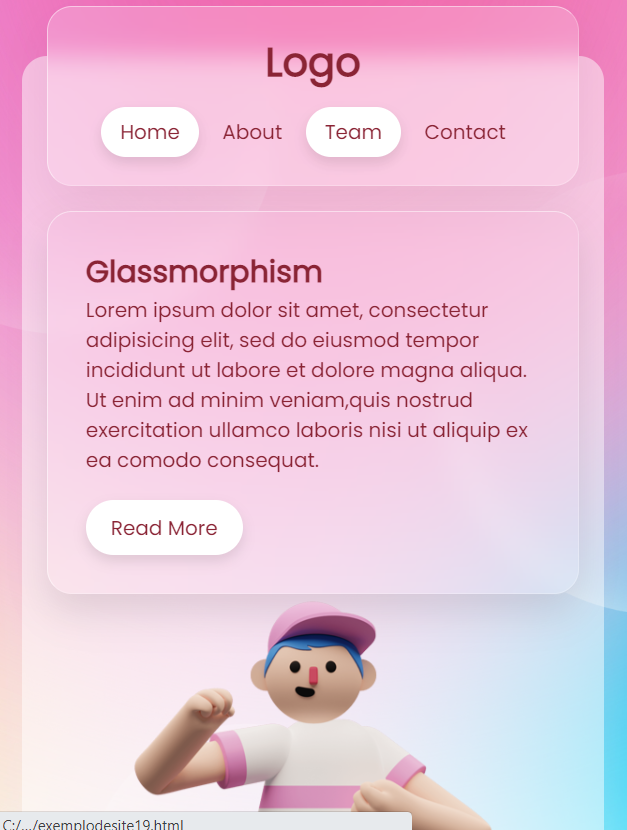 Logo
Home About Team Contact
Glassmorphism
Lorem ipsum dolor sit amet, consectetur
adipisicing elit, sed do eiusmod tempor
incididunt ut labore et dolore magna aliqua.
Ut enim ad minim veniam,quis nostrud
exercitation ullamco laboris nisi ut aliquip ex
ea comodo consequat.
Read More
C:/.../exemplodesite19.html